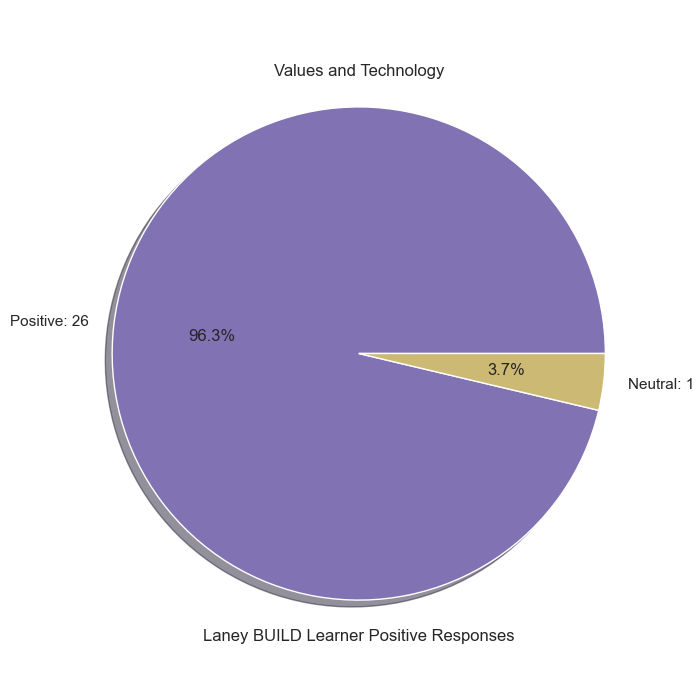 Values and Technology
Positive: 26
96.3%
3.7%
Neutral: 1
Laney BUILD Learner Positive Responses